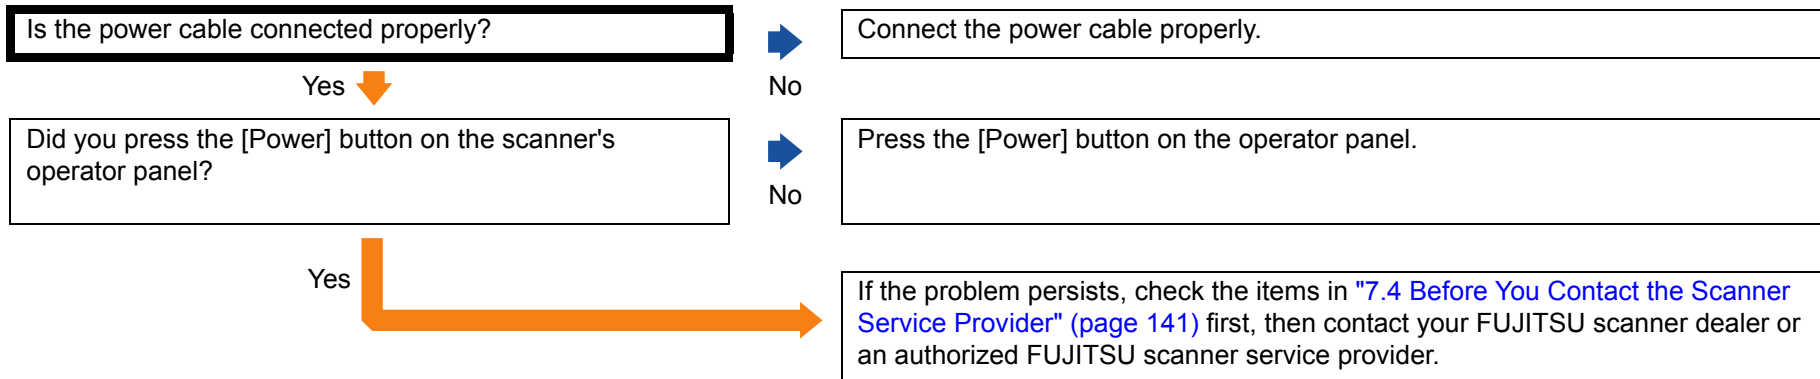 Is the power cable connected properly?
Connect the power cable properly.
Yes
No
Did you press the [Power] button on the scanner's
operator panel?
Press the [Power] button on the operator panel.
No
Yes
If the problem persists, check the items in "7.4 Before You Contact the Scanner
Service Provider" (page 141) first, then contact your FUJITSU scanner dealer or
an authorized FUJITSU scanner service provider.